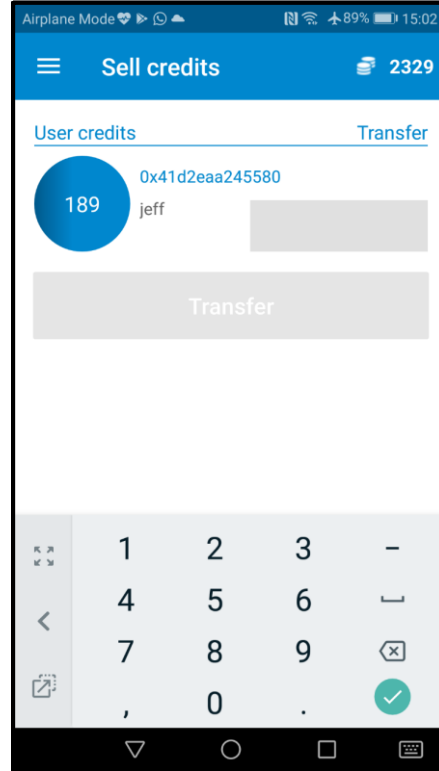 Airplane Mode 89% 15:02
Sell credits 2329
User credits Transfer
189 0x41d2eaa245580
jeff
Transfer
1 2 3 –
4 5 6
7 8 9
, 0 .